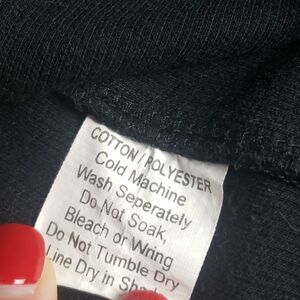 COTTON/POLYESTER
Cold Machine
Wash Seperately
Do Not Soak,
Bleach or Wring
Do Not Tumble Dry
Line Dry in